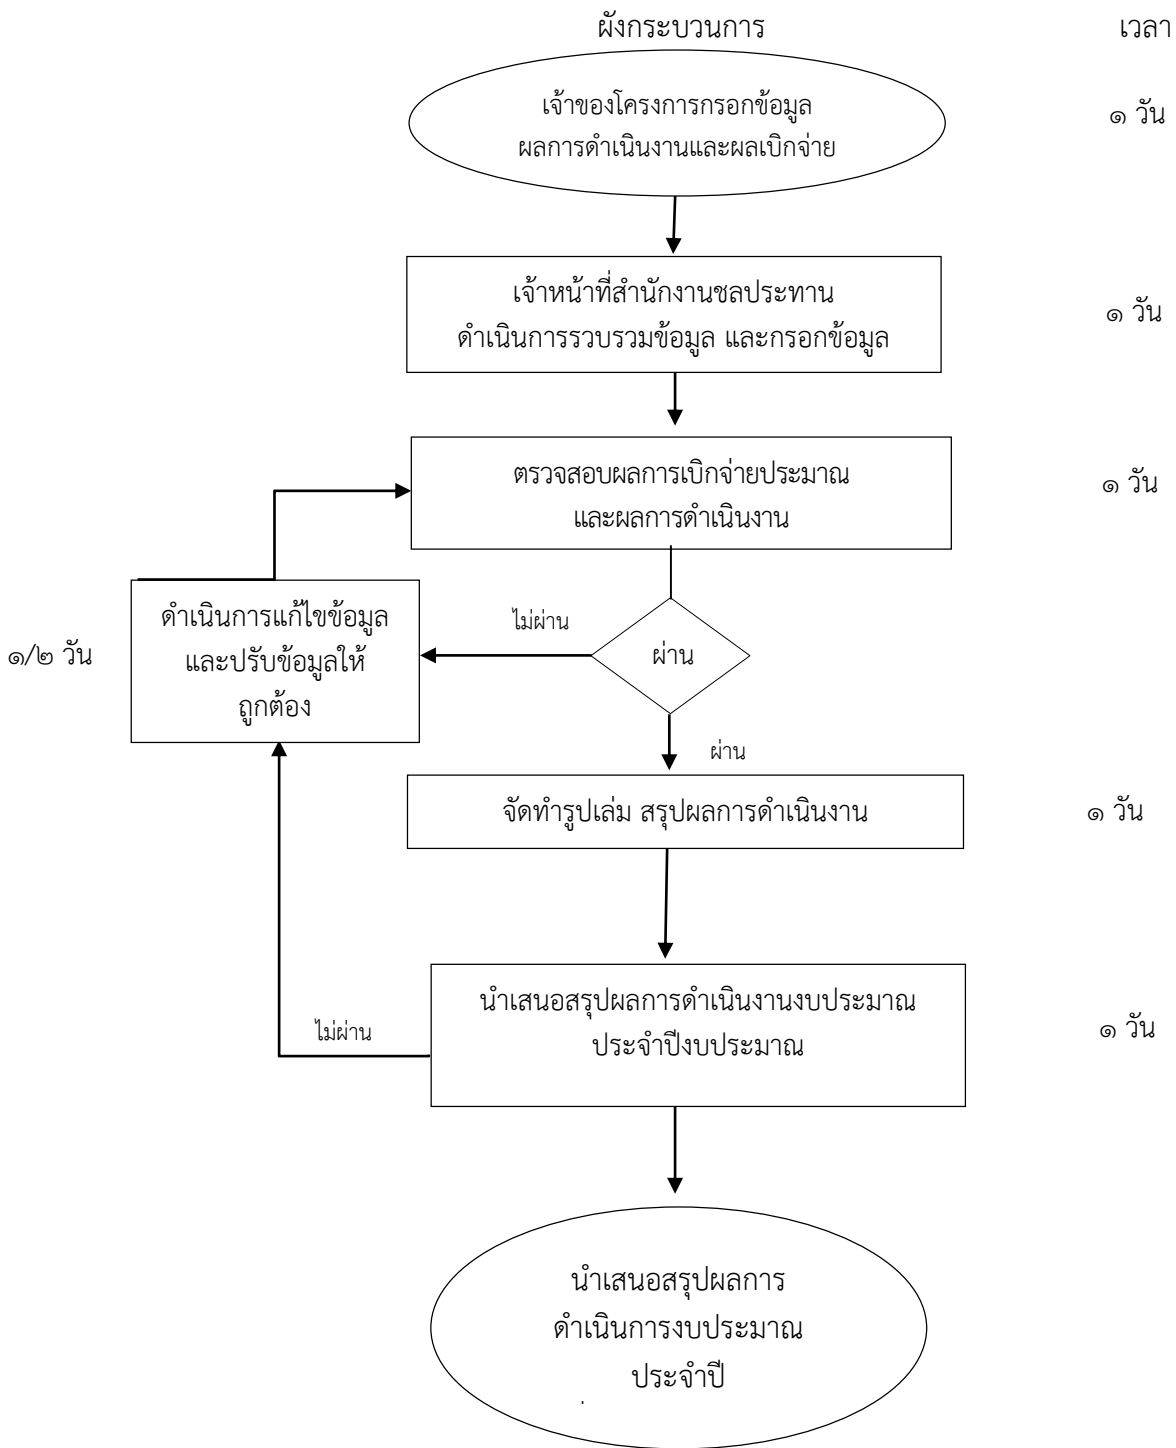 ผังกระบวนการ
เวลา
เจ้าของโครงการกรอกข้อมูล
ผลการดำเนินงานและผลเบิกจ่าย
๑ วัน
เจ้าหน้าที่สำนักงานชลประทาน
ดำเนินการรวบรวมข้อมูล และกรอกข้อมูล
๑ วัน
ตรวจสอบผลการเบิกจ่ายประมาณ
และผลการดำเนินงาน
๑ วัน
ดำเนินการแก้ไขข้อมูล
และปรับข้อมูลให้
ถูกต้อง
๑/๒ วัน
ไม่ผ่าน
ผ่าน
ผ่าน
จัดทำรูปเล่ม สรุปผลการดำเนินงาน
๑ วัน
นำเสนอสรุปผลการดำเนินงานงบประมาณ
ประจำปีงบประมาณ
๑ วัน
ไม่ผ่าน
นำเสนอสรุปผลการ
ดำเนินการงบประมาณ
ประจำปี